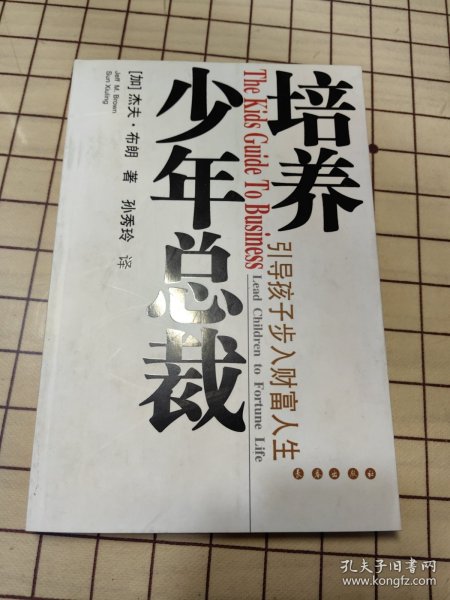 培养
少年总裁
The Kids Guide To Business
引导孩子步入财富人生
Lead Children to Fortune Life
[加]杰夫·布朗 著
Jeff M. Brown
孙秀玲 译
Sun Xiuling
孔夫子旧书网
www.kongfz.com